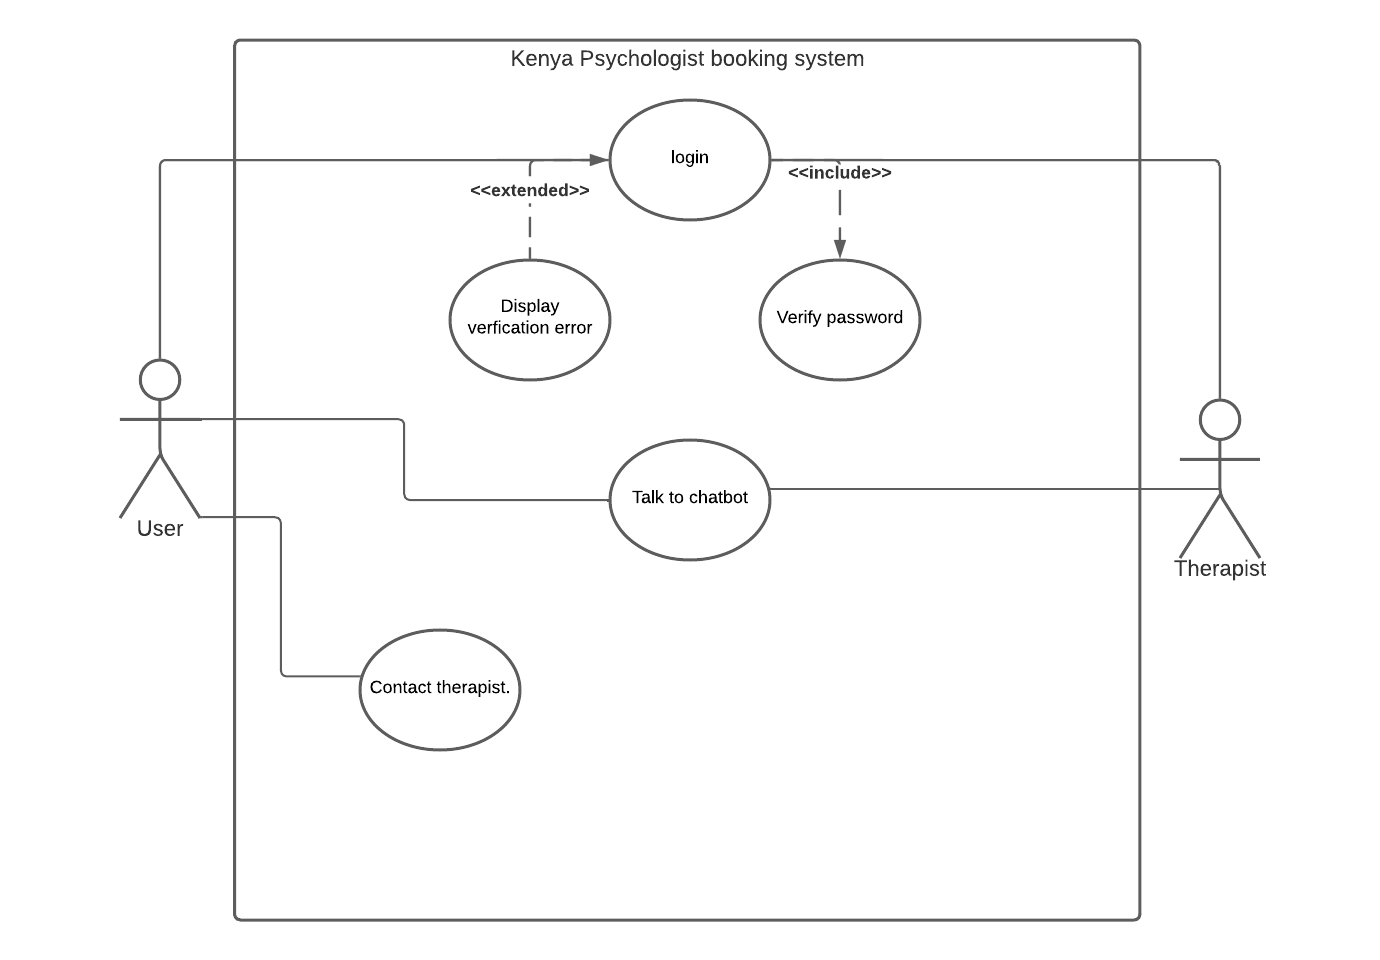 Kenya Psychologist booking system
login
<<extended>>
<<include>>
Display
verfication error
Verify password
Talk to chatbot
User
Therapist
Contact therapist.